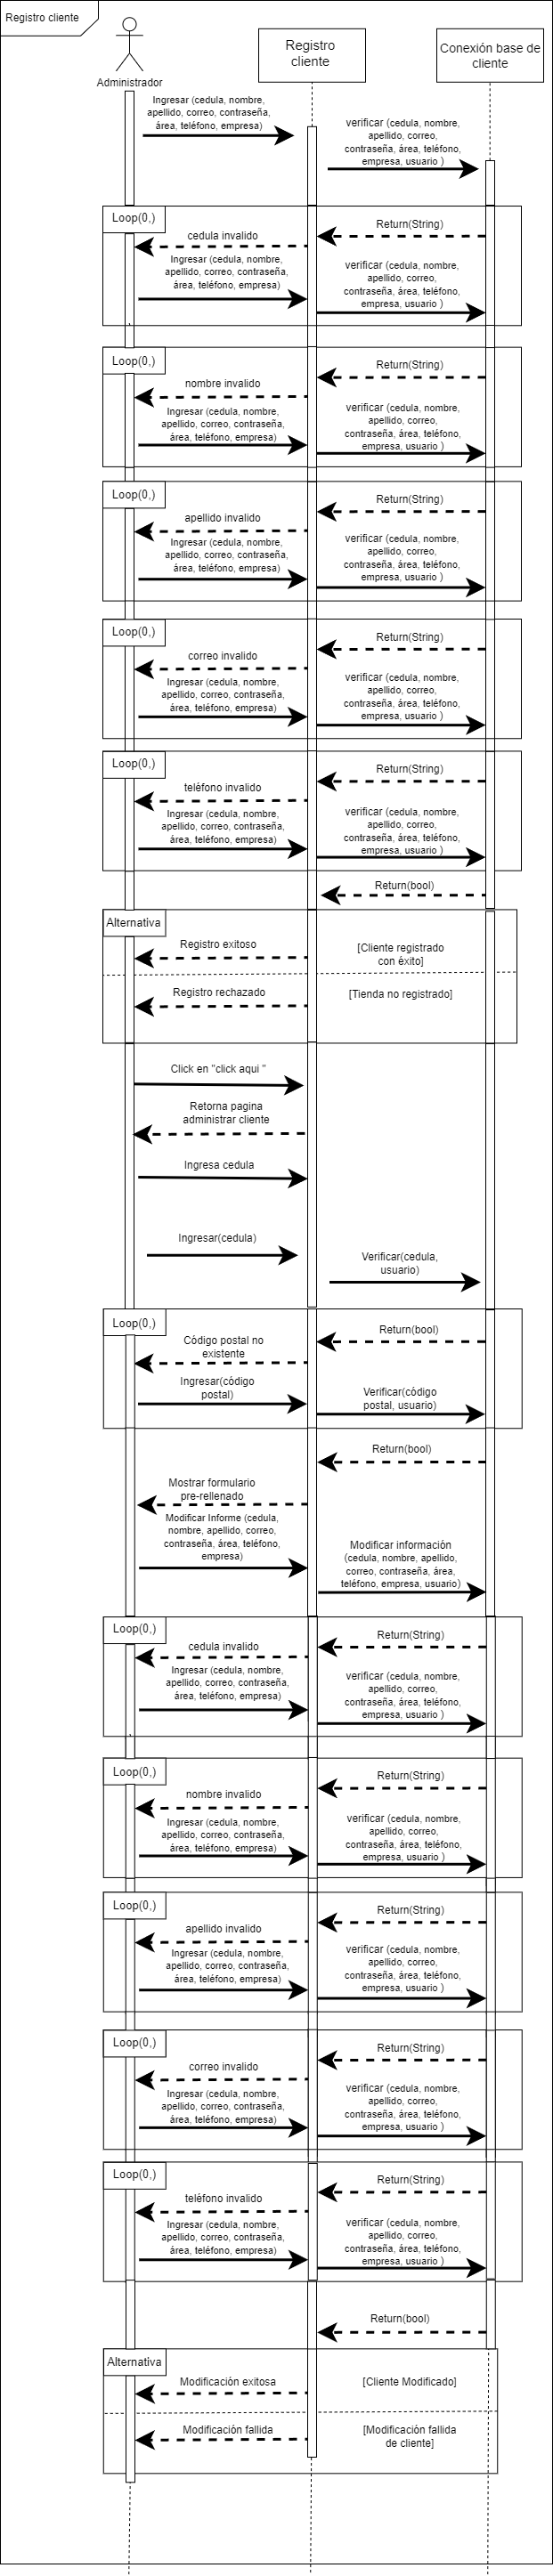 Registro cliente
Administrador
Registro
cliente
Conexión base de
cliente
Ingresar (cedula, nombre,
apellido, correo, contraseña,
área, teléfono, empresa)
verificar (cedula, nombre,
apellido, correo,
contraseña, área, teléfono,
empresa, usuario )
Loop(0,)
Return(String)
cedula invalido
Ingresar (cedula, nombre,
apellido, correo, contraseña,
área, teléfono, empresa)
verificar (cedula, nombre,
apellido, correo,
contraseña, área, teléfono,
empresa, usuario )
Loop(0,)
Return(String)
nombre invalido
Ingresar (cedula, nombre,
apellido, correo, contraseña,
área, teléfono, empresa)
verificar (cedula, nombre,
apellido, correo,
contraseña, área, teléfono,
empresa, usuario )
Loop(0,)
Return(String)
apellido invalido
Ingresar (cedula, nombre,
apellido, correo, contraseña,
área, teléfono, empresa)
verificar (cedula, nombre,
apellido, correo,
contraseña, área, teléfono,
empresa, usuario )
Loop(0,)
Return(String)
correo invalido
Ingresar (cedula, nombre,
apellido, correo, contraseña,
área, teléfono, empresa)
verificar (cedula, nombre,
apellido, correo,
contraseña, área, teléfono,
empresa, usuario )
Loop(0,)
Return(String)
teléfono invalido
Ingresar (cedula, nombre,
apellido, correo, contraseña,
área, teléfono, empresa)
verificar (cedula, nombre,
apellido, correo,
contraseña, área, teléfono,
empresa, usuario )
Return(bool)
Alternativa
Registro exitoso
[Cliente registrado
con éxito]
Registro rechazado
[Tienda no registrado]
Click en "click aqui "
Retorna pagina
administrar cliente
Ingresa cedula
Ingresar(cedula)
Verificar(cedula,
usuario)
Loop(0,)
Return(bool)
Código postal no
existente
Ingresar(código
postal)
Verificar(código
postal, usuario)
Return(bool)
Mostrar formulario
pre-rellenado
Modificar Informe (cedula,
nombre, apellido, correo,
contraseña, área, teléfono,
empresa)
Modificar información
(cedula, nombre, apellido,
correo, contraseña, área,
teléfono, empresa, usuario)
Loop(0,)
Return(String)
cedula invalido
Ingresar (cedula, nombre,
apellido, correo, contraseña,
área, teléfono, empresa)
verificar (cedula, nombre,
apellido, correo,
contraseña, área, teléfono,
empresa, usuario )
Loop(0,)
Return(String)
nombre invalido
Ingresar (cedula, nombre,
apellido, correo, contraseña,
área, teléfono, empresa)
verificar (cedula, nombre,
apellido, correo,
contraseña, área, teléfono,
empresa, usuario )
Loop(0,)
Return(String)
apellido invalido
Ingresar (cedula, nombre,
apellido, correo, contraseña,
área, teléfono, empresa)
verificar (cedula, nombre,
apellido, correo,
contraseña, área, teléfono,
empresa, usuario )
Loop(0,)
Return(String)
correo invalido
Ingresar (cedula, nombre,
apellido, correo, contraseña,
área, teléfono, empresa)
verificar (cedula, nombre,
apellido, correo,
contraseña, área, teléfono,
empresa, usuario )
Loop(0,)
Return(String)
teléfono invalido
Ingresar (cedula, nombre,
apellido, correo, contraseña,
área, teléfono, empresa)
verificar (cedula, nombre,
apellido, correo,
contraseña, área, teléfono,
empresa, usuario )
Return(bool)
Alternativa
Modificación exitosa
[Cliente Modificado]
Modificación fallida
[Modificación fallida
de cliente]